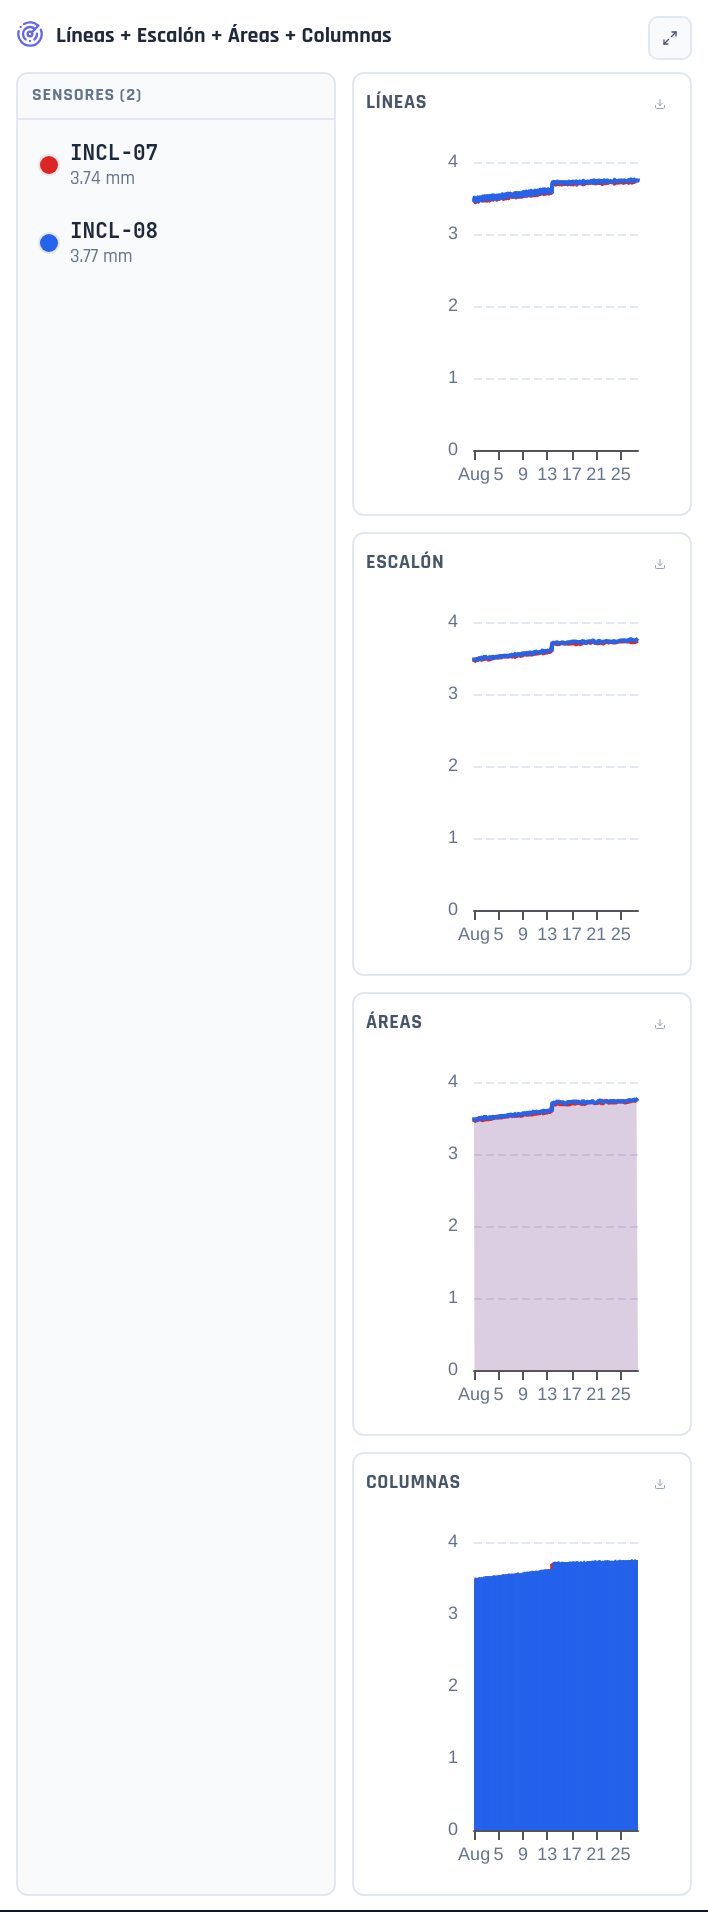 Líneas + Escalón + Áreas + Columnas
SENSORES (2)
INCL-07
3.74 mm
INCL-08
3.77 mm
LÍNEAS
4
3
2
1
0
Aug 5 9 13 17 21 25
ESCALÓN
4
3
2
1
0
Aug 5 9 13 17 21 25
ÁREAS
4
3
2
1
0
Aug 5 9 13 17 21 25
COLUMNAS
4
3
2
1
0
Aug 5 9 13 17 21 25